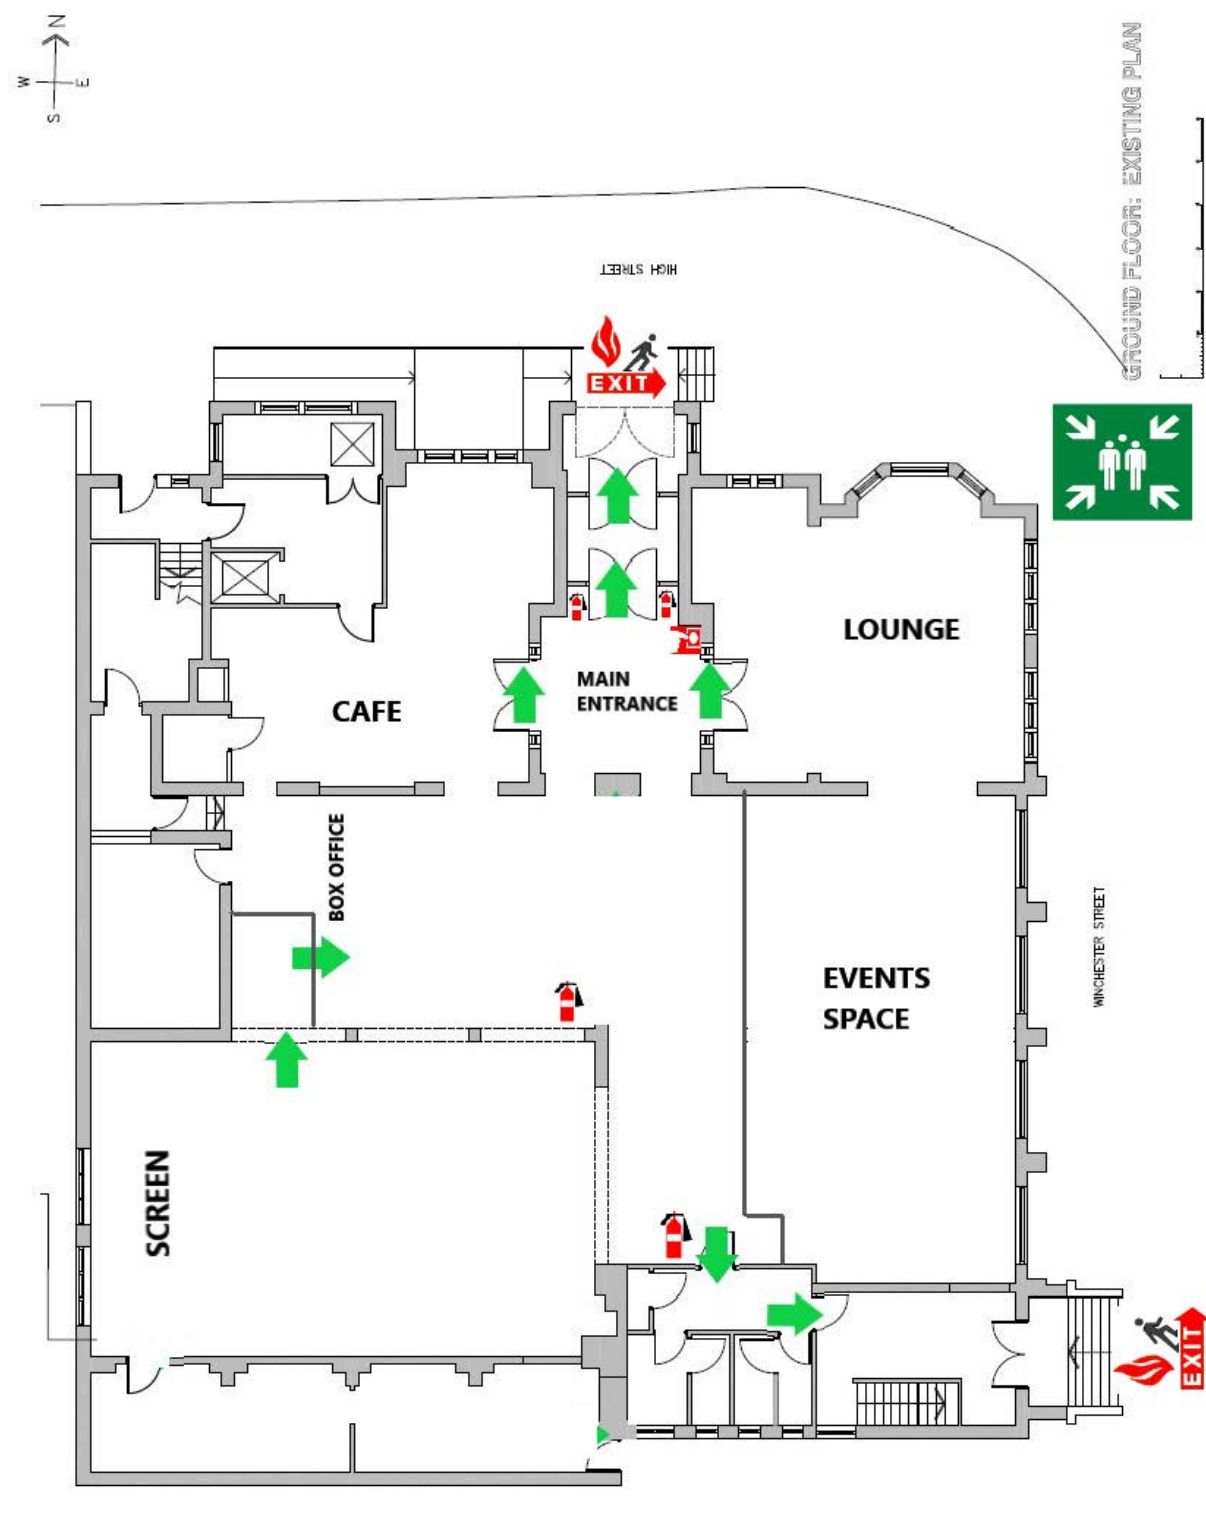 N
W
E
S
GROUND FLOOR: EXISTING PLAN
HIGH STREET
EXIT
LOUNGE
MAIN
ENTRANCE
CAFE
BOX OFFICE
EVENTS
SPACE
WINCHESTER STREET
SCREEN
EXIT